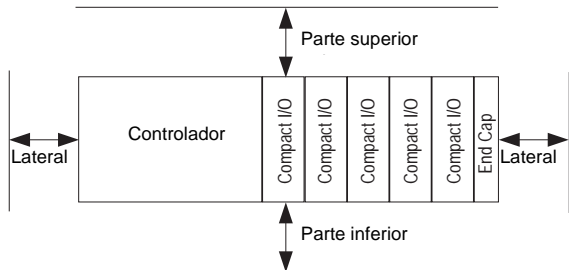 Parte superior
Controlador
Compact I/O
Compact I/O
Compact I/O
Compact I/O
Compact I/O
End Cap
Lateral
Lateral
Parte inferior